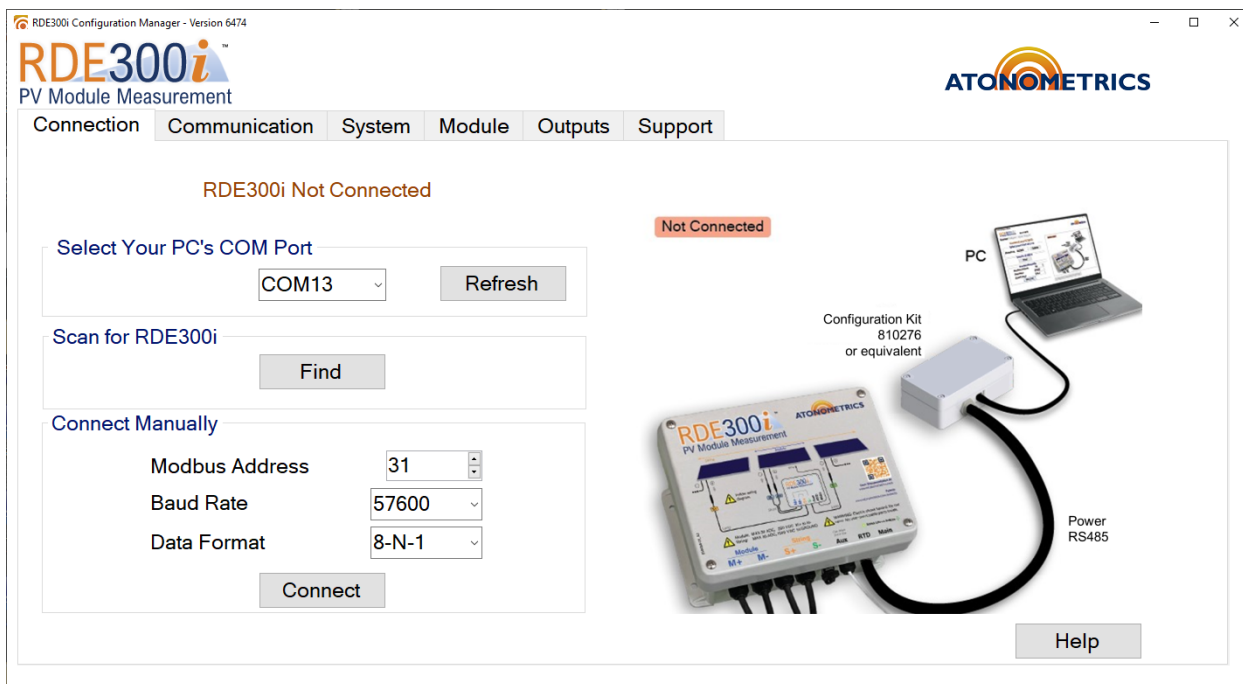 RDE300i Configuration Manager - Version 6474
RDE300i™
PV Module Measurement
ATONOMETRICS
Connection
Communication
System
Module
Outputs
Support
RDE300i Not Connected
Select Your PC's COM Port
COM13
Refresh
Scan for RDE300i
Find
Connect Manually
Modbus Address
31
Baud Rate
57600
Data Format
8-N-1
Connect
Not Connected
PC
Configuration Kit
810276
or equivalent
RDE300i
PV Module Measurement
ATONOMETRICS
Module
M+ M-
String
S+ S-
Aux RTD Main
Power
RS485
Help